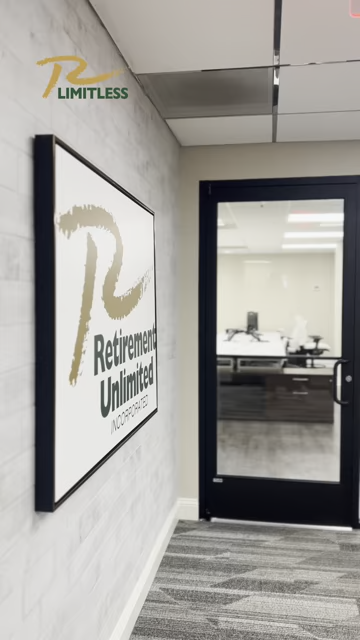 R
LIMITLESS
R
Retirement
Unlimited
INCORPORATED